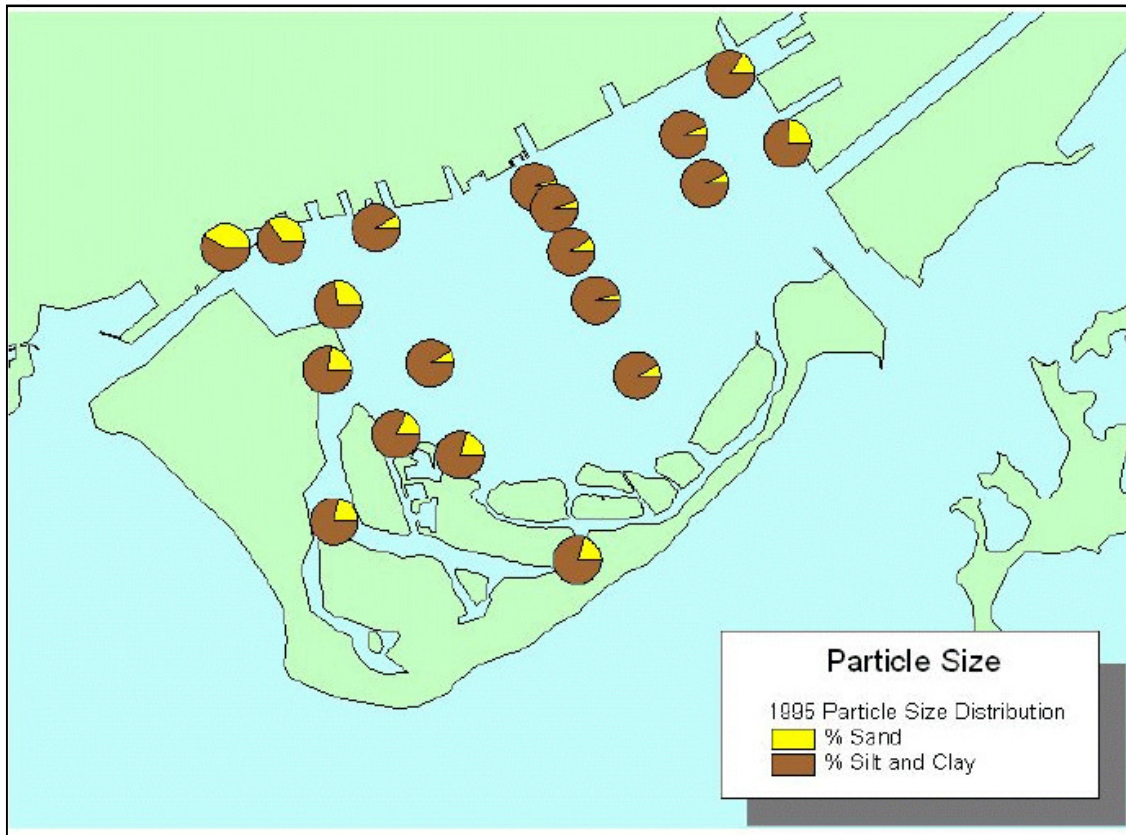 Particle Size
1995 Particle Size Distribution
% Sand
% Silt and Clay